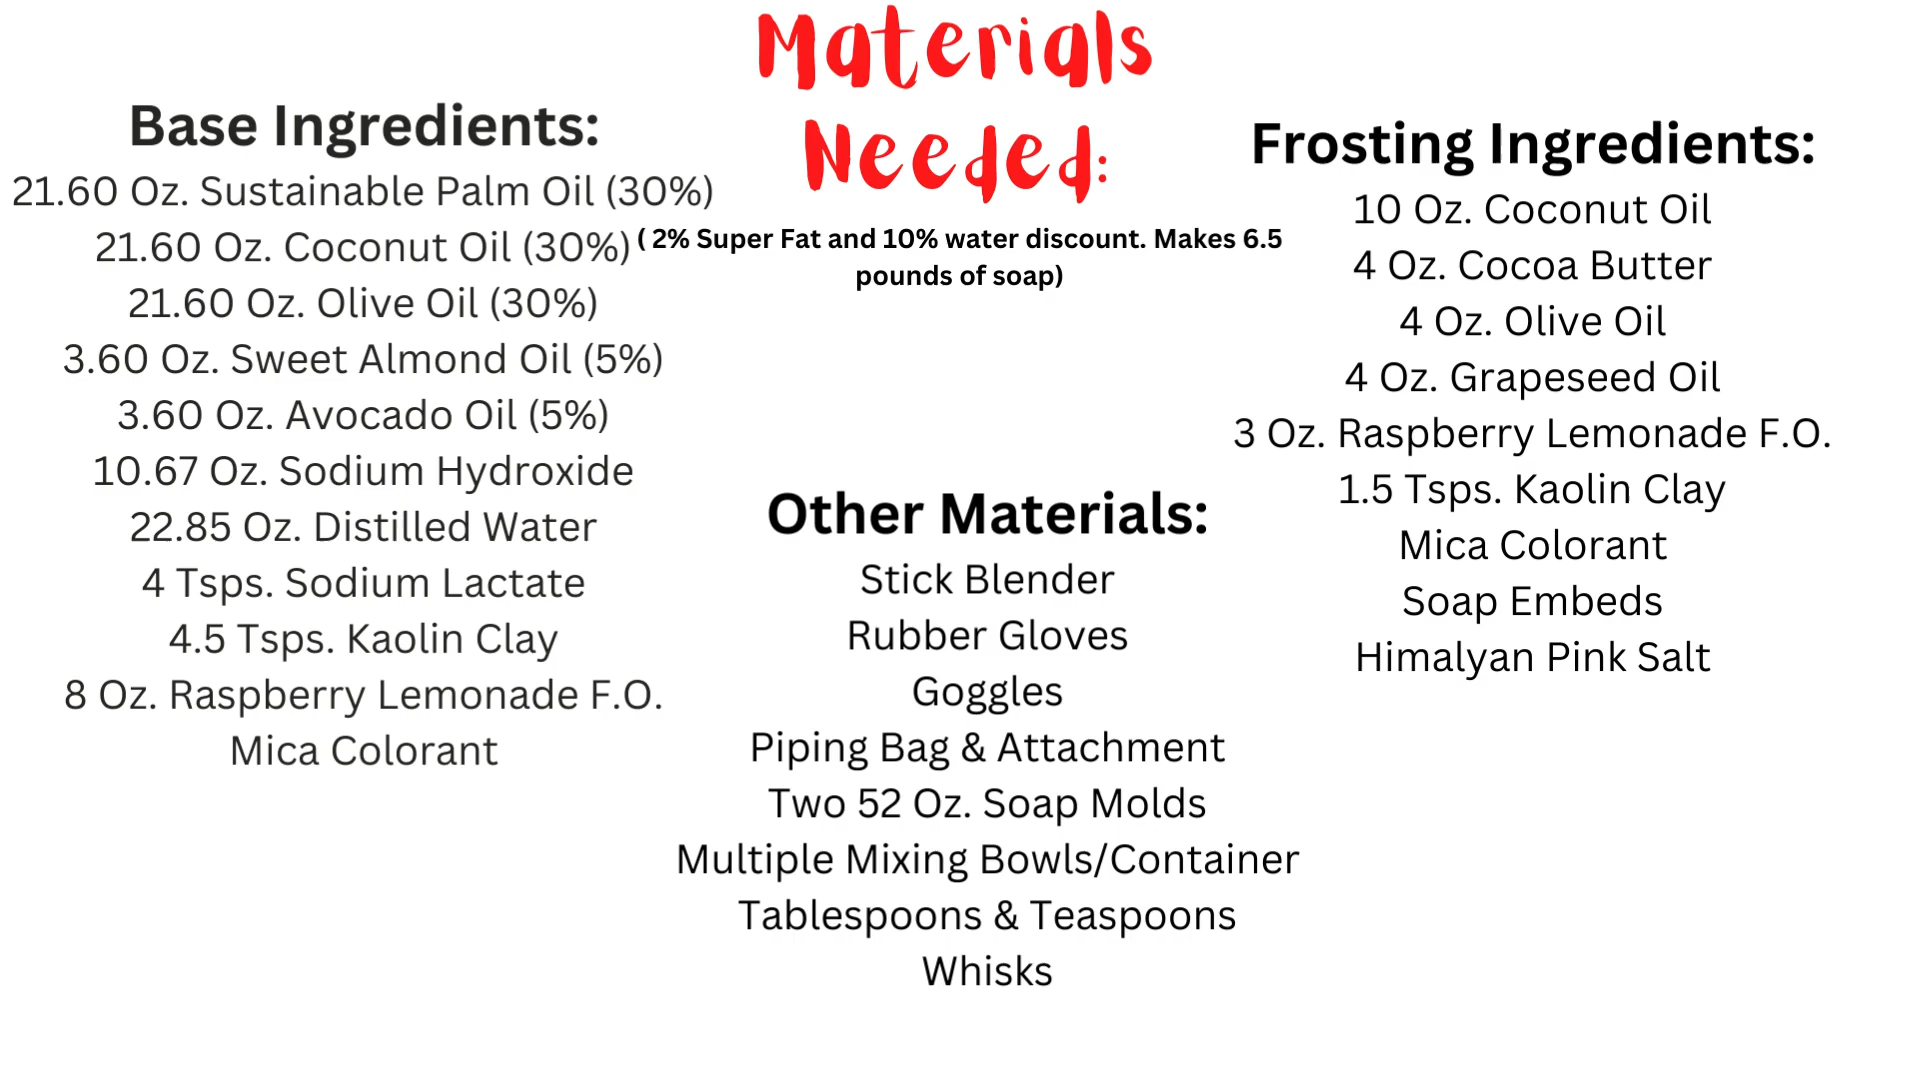 Materials
Needed:
( 2% Super Fat and 10% water discount. Makes 6.5
pounds of soap)
Base Ingredients:
21.60 Oz. Sustainable Palm Oil (30%)
21.60 Oz. Coconut Oil (30%)
21.60 Oz. Olive Oil (30%)
3.60 Oz. Sweet Almond Oil (5%)
3.60 Oz. Avocado Oil (5%)
10.67 Oz. Sodium Hydroxide
22.85 Oz. Distilled Water
4 Tsps. Sodium Lactate
4.5 Tsps. Kaolin Clay
8 Oz. Raspberry Lemonade F.O.
Mica Colorant
Other Materials:
Stick Blender
Rubber Gloves
Goggles
Piping Bag & Attachment
Two 52 Oz. Soap Molds
Multiple Mixing Bowls/Container
Tablespoons & Teaspoons
Whisks
Frosting Ingredients:
10 Oz. Coconut Oil
4 Oz. Cocoa Butter
4 Oz. Olive Oil
4 Oz. Grapeseed Oil
3 Oz. Raspberry Lemonade F.O.
1.5 Tsps. Kaolin Clay
Mica Colorant
Soap Embeds
Himalyan Pink Salt